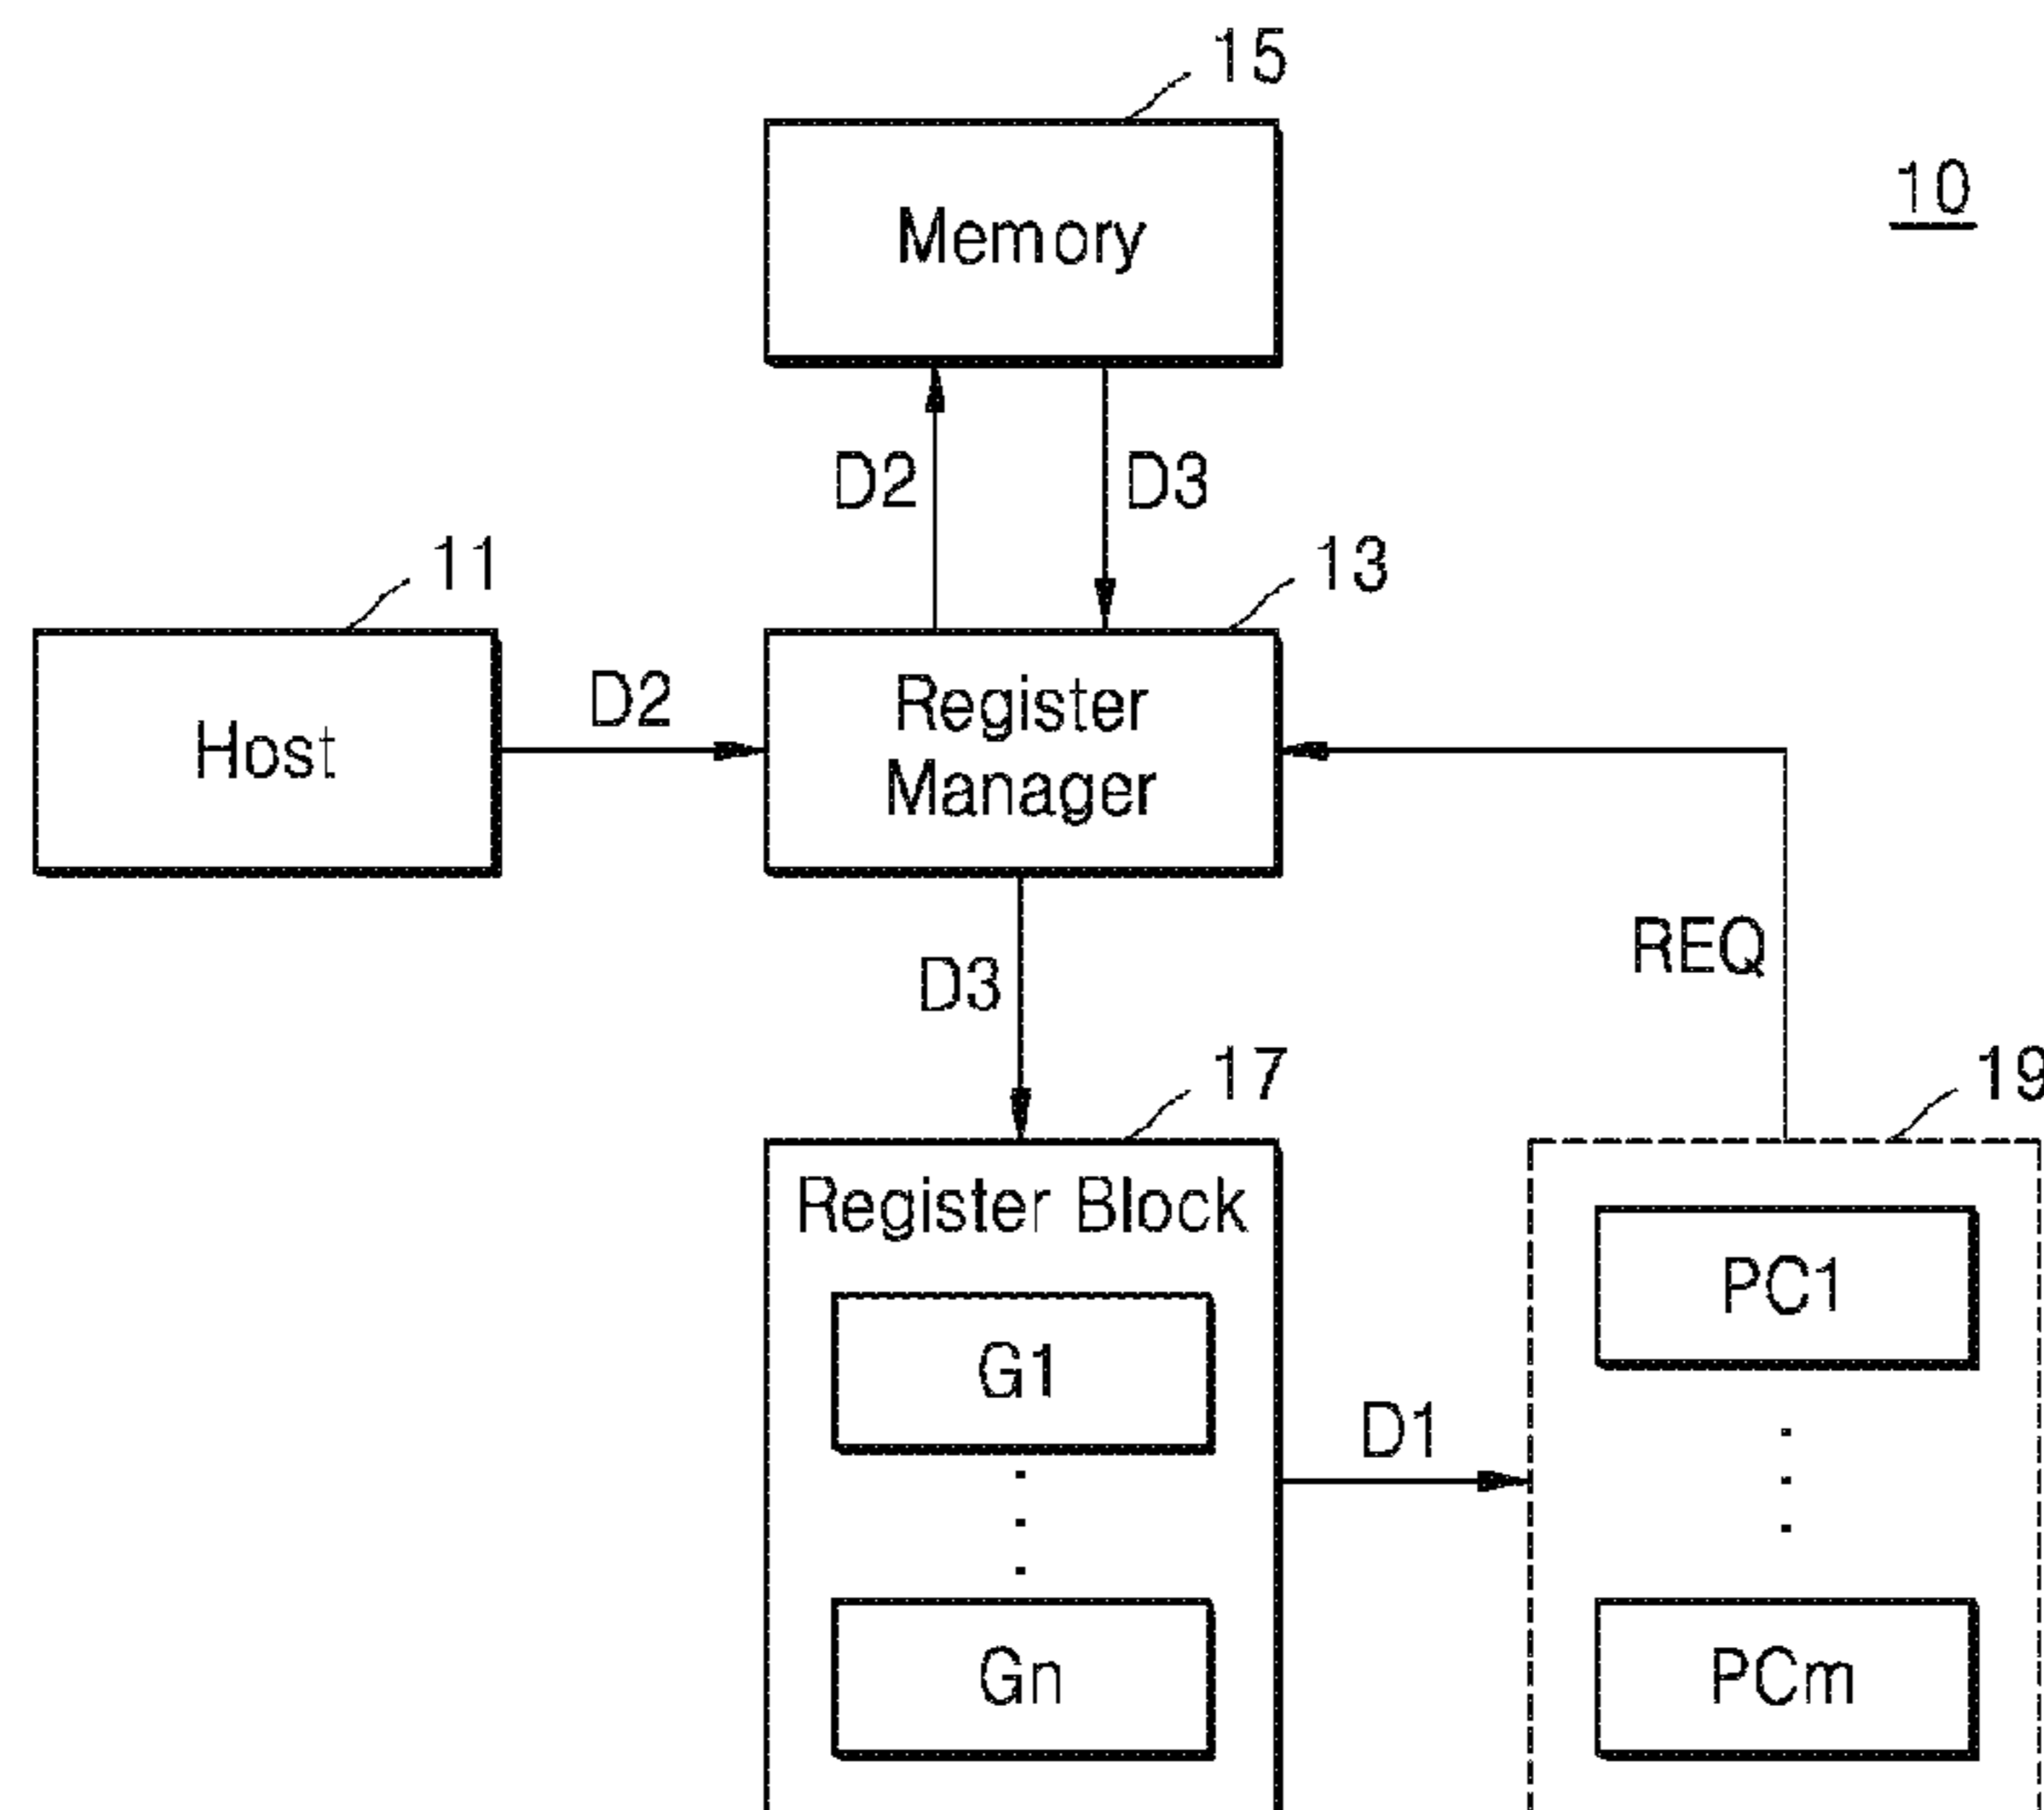 15
Memory
10
D2
D3
11
13
Host
D2
Register
Manager
REQ
D3
17
19
Register Block
PC1
G1
D1
Gn
PCm